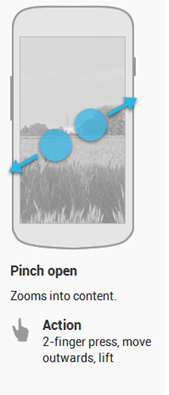 Pinch open
Zooms into content.
Action
2-finger press, move
outwards, lift